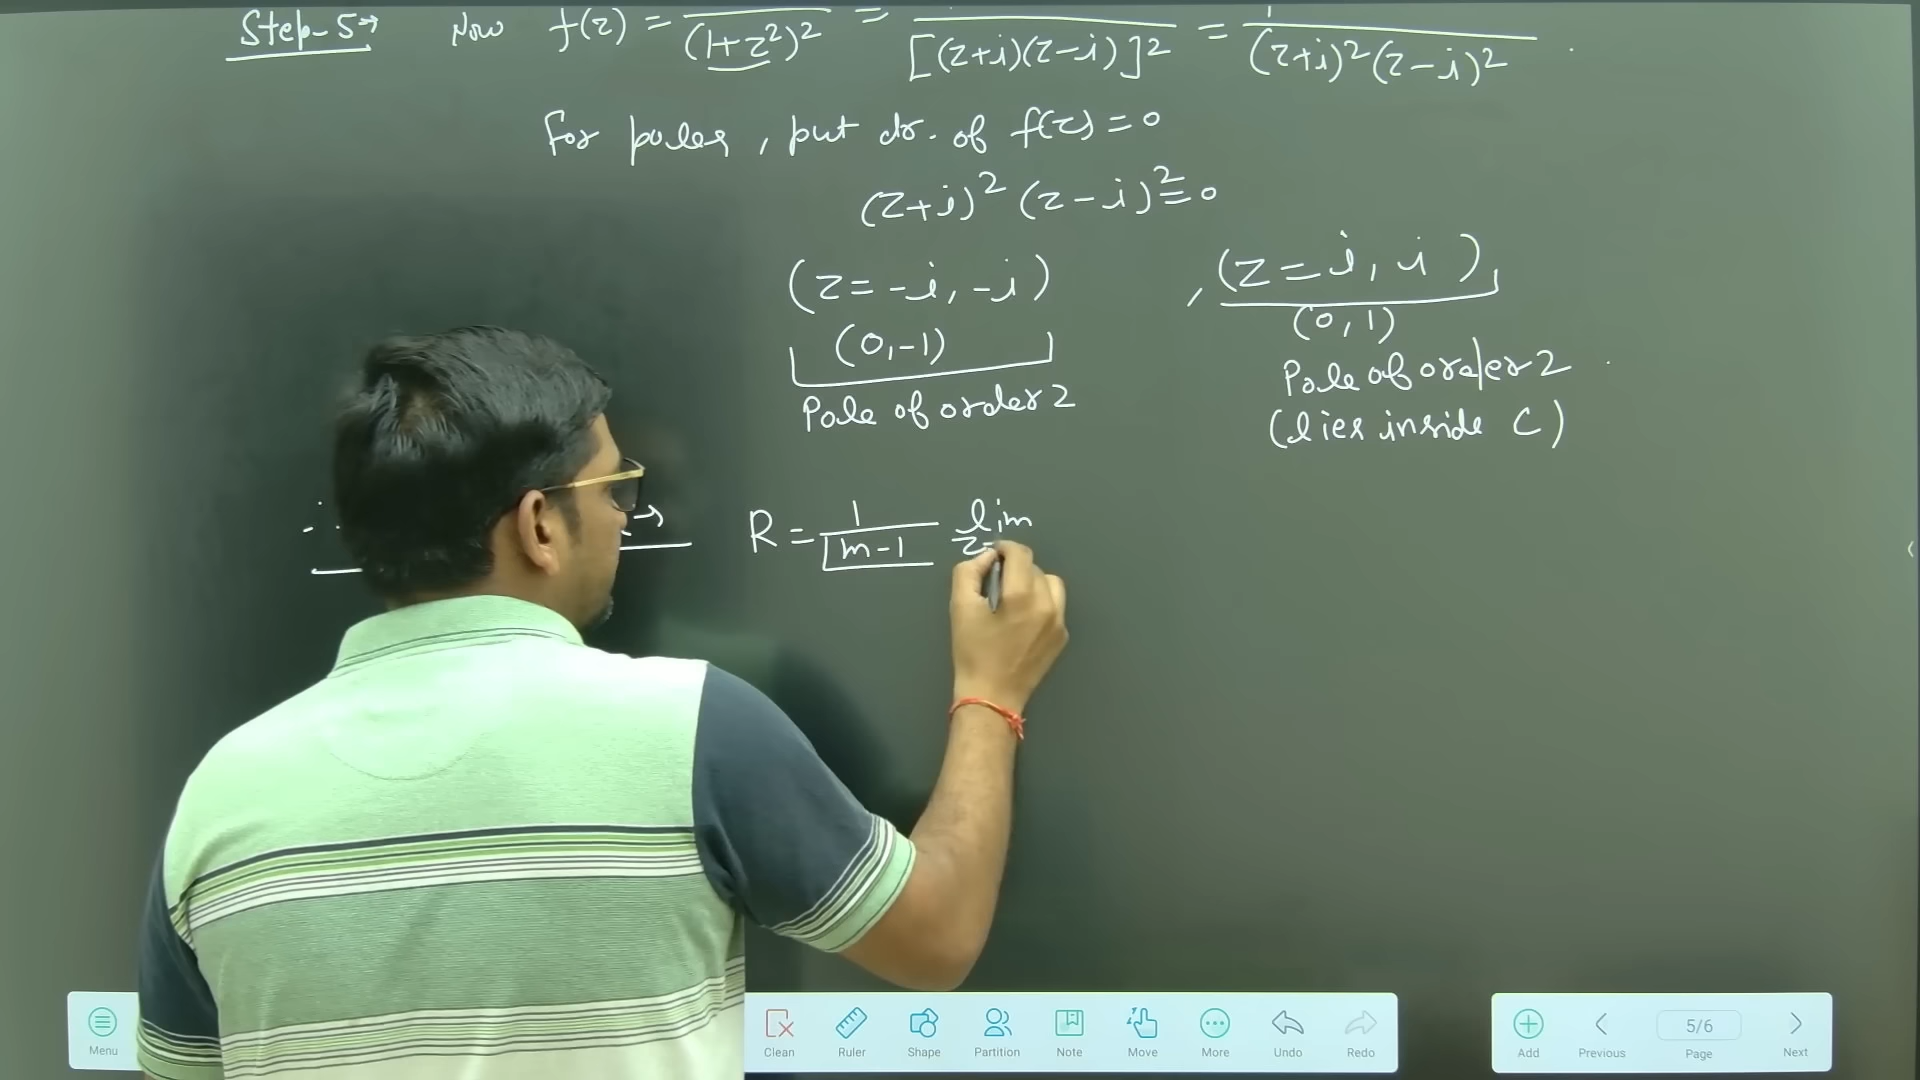 Step-5→ Now f(z) = / (1+z²)² = / [(z+i)(z-i)]² = 1 / (z+i)²(z-i)² .
For poles, put dr. of f(z) = 0
(z+i)² (z-i)² = 0
(z = -i, -i) , (z = i, i)
(0,-1) (0, 1)
Pole of order 2 Pole of order 2 .
(lies inside C)
R = 1 / |m-1 lim
z
Menu Clean Ruler Shape Partition Note Move More Undo Redo Add Previous 5/6 Page Next